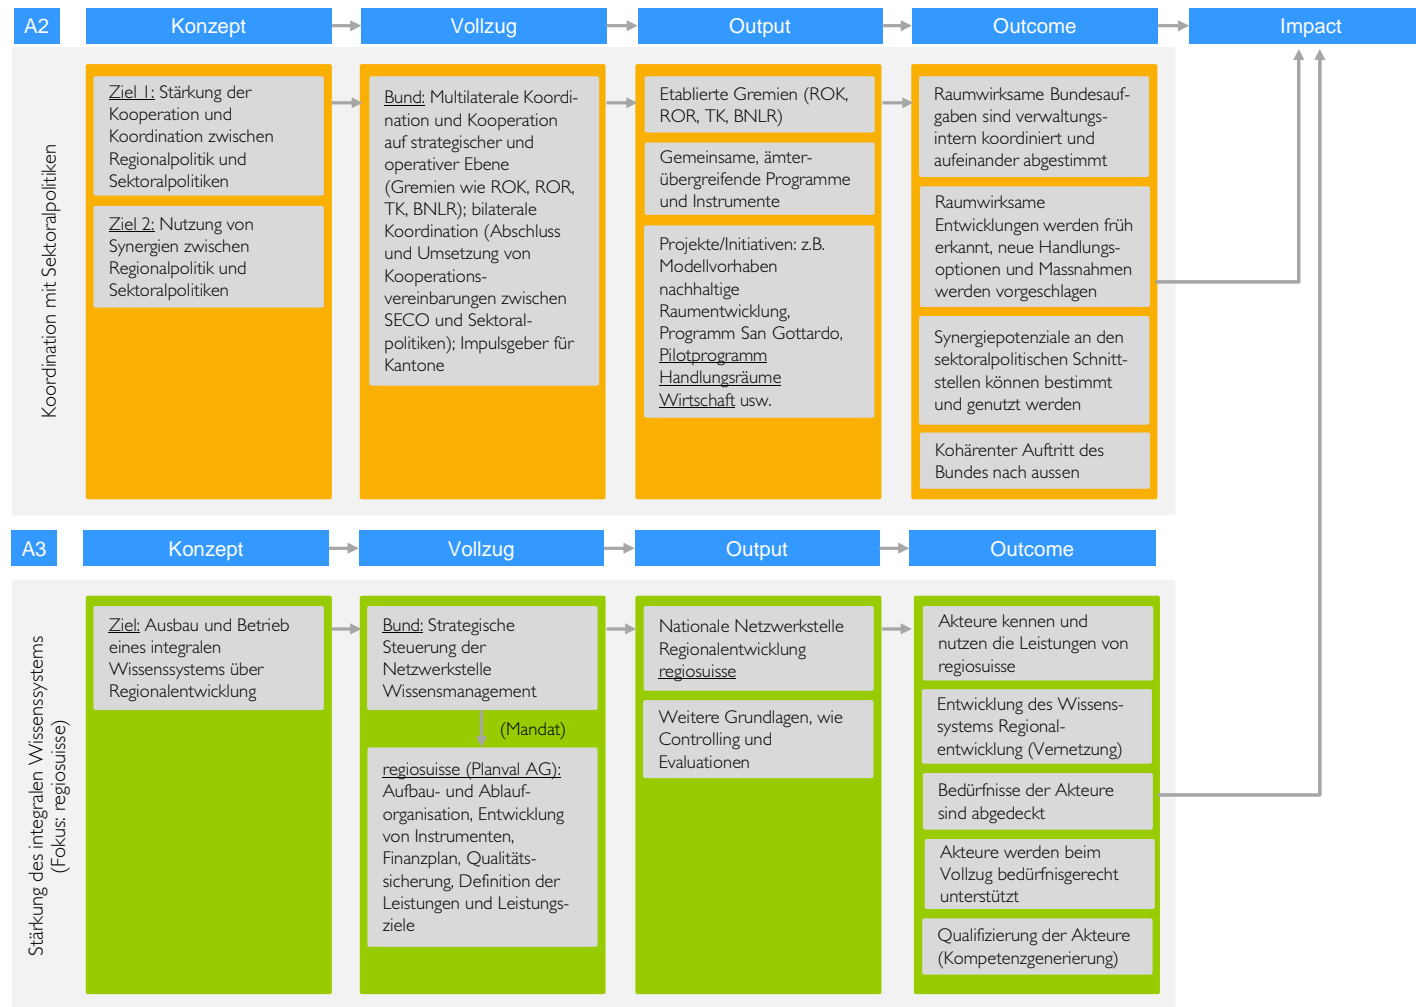 A2
Konzept
Vollzug
Output
Outcome
Impact
Koordination mit Sektoralpolitiken
Ziel 1: Stärkung der
Kooperation und
Koordination zwischen
Regionalpolitik und
Sektoralpolitiken
Ziel 2: Nutzung von
Synergien zwischen
Regionalpolitik und
Sektoralpolitiken
Bund: Multilaterale Koordi-
nation und Kooperation
auf strategischer und
operativer Ebene
(Gremien wie ROK, ROR,
TK, BNLR); bilaterale
Koordination (Abschluss
und Umsetzung von
Kooperations-
vereinbarungen zwischen
SECO und Sektoral-
politiken); Impulsgeber für
Kantone
Etablierte Gremien (ROK,
ROR, TK, BNLR)
Gemeinsame, ämter-
übergreifende Programme
und Instrumente
Projekte/Initiativen: z.B.
Modellvorhaben
nachhaltige
Raumentwicklung,
Programm San Gottardo,
Pilotprogramm
Handlungsräume
Wirtschaft usw.
Raumwirksame Bundesauf-
gaben sind verwaltungs-
intern koordiniert und
aufeinander abgestimmt
Raumwirksame
Entwicklungen werden früh
erkannt, neue Handlungs-
optionen und Massnahmen
werden vorgeschlagen
Synergiepotenziale an den
sektoralpolitischen Schnitt-
stellen können bestimmt
und genutzt werden
Kohärenter Auftritt des
Bundes nach aussen
A3
Konzept
Vollzug
Output
Outcome
Stärkung des integralen Wissenssystems
(Fokus: regiosuisse)
Ziel: Ausbau und Betrieb
eines integralen
Wissenssystems über
Regionalentwicklung
Bund: Strategische
Steuerung der
Netzwerkstelle
Wissensmanagement
(Mandat)
regiosuisse (Planval AG):
Aufbau- und Ablauf-
organisation, Entwicklung
von Instrumenten,
Finanzplan, Qualitäts-
sicherung, Definition der
Leistungen und Leistungs-
ziele
Nationale Netzwerkstelle
Regionalentwicklung
regiosuisse
Weitere Grundlagen, wie
Controlling und
Evaluationen
Akteure kennen und
nutzen die Leistungen von
regiosuisse
Entwicklung des Wissens-
systems Regional-
entwicklung (Vernetzung)
Bedürfnisse der Akteure
sind abgedeckt
Akteure werden beim
Vollzug bedürfnisgerecht
unterstützt
Qualifizierung der Akteure
(Kompetenzgenerierung)